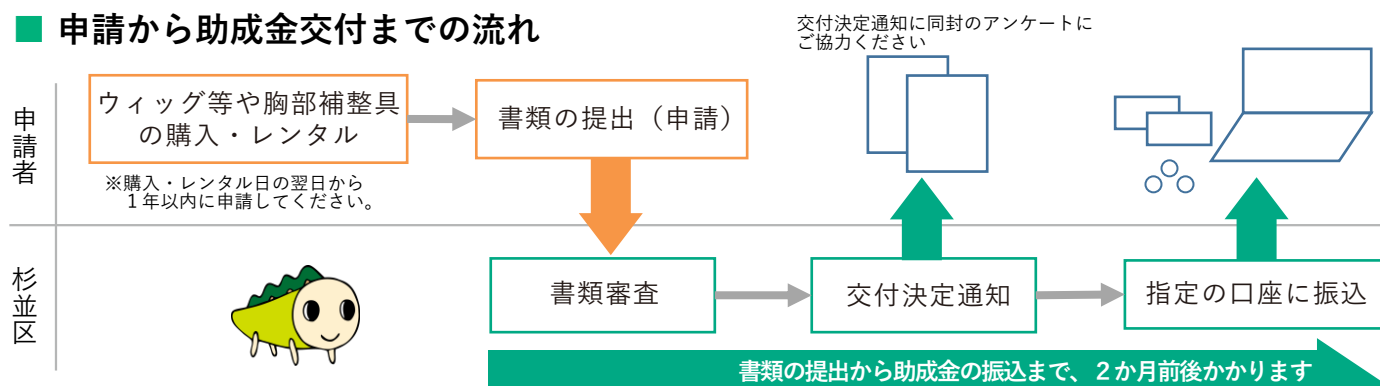 ■ 申請から助成金交付までの流れ
交付決定通知に同封のアンケートに
ご協力ください
申請者
ウィッグ等や胸部補整具
の購入・レンタル
書類の提出（申請）
※購入・レンタル日の翌日から
１年以内に申請してください。
杉並区
書類審査
交付決定通知
指定の口座に振込
書類の提出から助成金の振込まで、２か月前後かかります